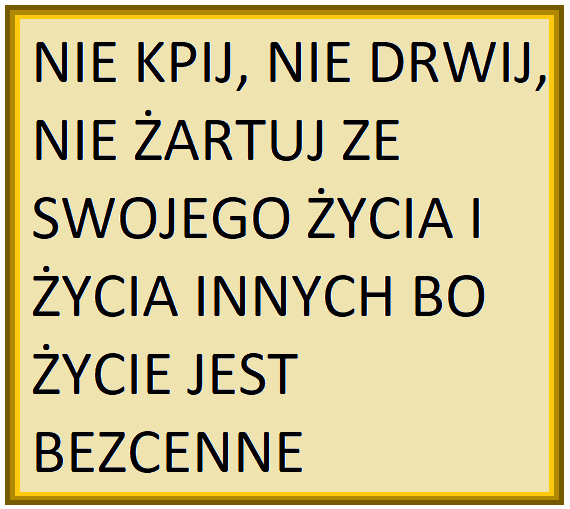 NIE KPIJ, NIE DRWIJ,
NIE ŻARTUJ ZE
SWOJEGO ŻYCIA I
ŻYCIA INNYCH BO
ŻYCIE JEST
BEZCENNE